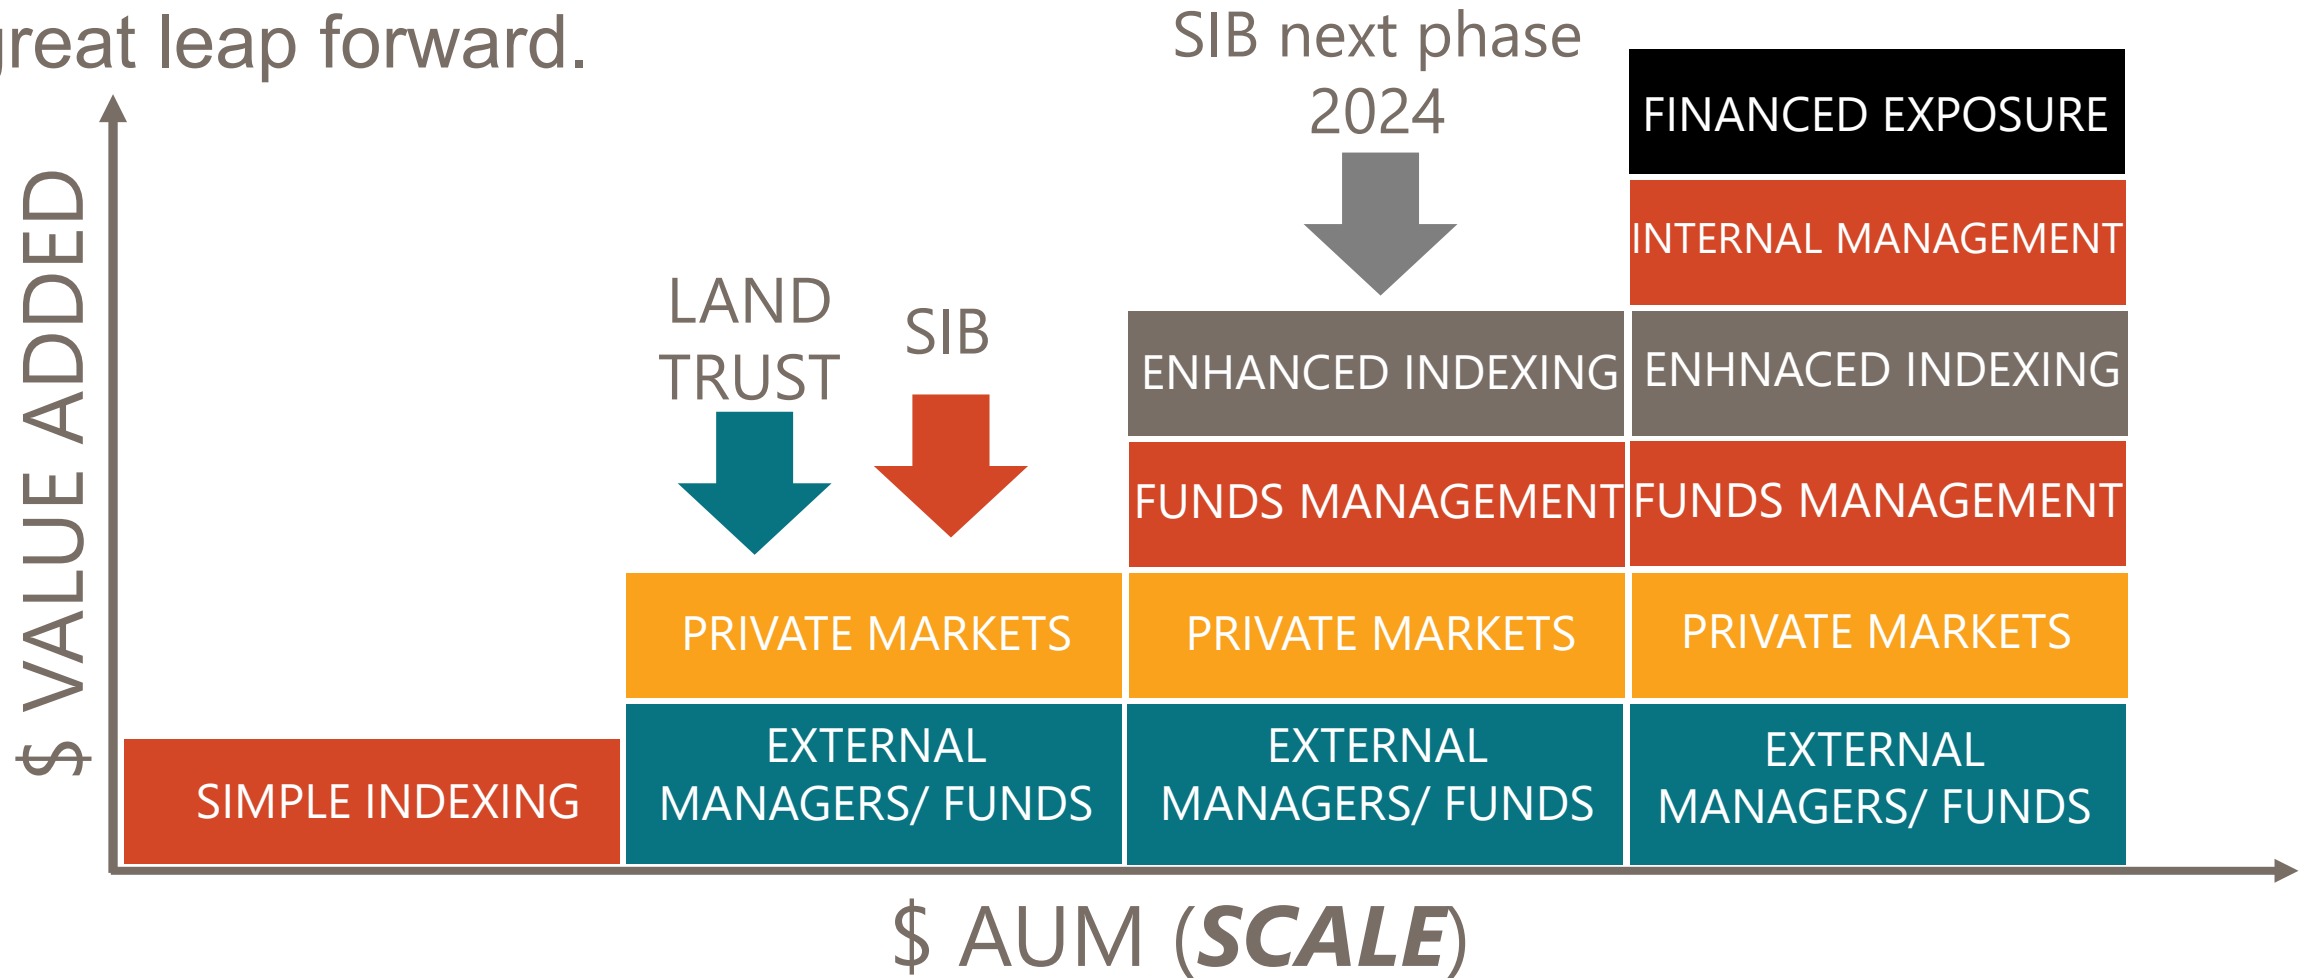 great leap forward.
SIB next phase
2024
LAND
TRUST
SIB
$ VALUE ADDED
SIMPLE INDEXING
PRIVATE MARKETS
EXTERNAL
MANAGERS/ FUNDS
ENHANCED INDEXING
FUNDS MANAGEMENT
PRIVATE MARKETS
EXTERNAL
MANAGERS/ FUNDS
FINANCED EXPOSURE
INTERNAL MANAGEMENT
ENHNACED INDEXING
FUNDS MANAGEMENT
PRIVATE MARKETS
EXTERNAL
MANAGERS/ FUNDS
$ AUM (SCALE)